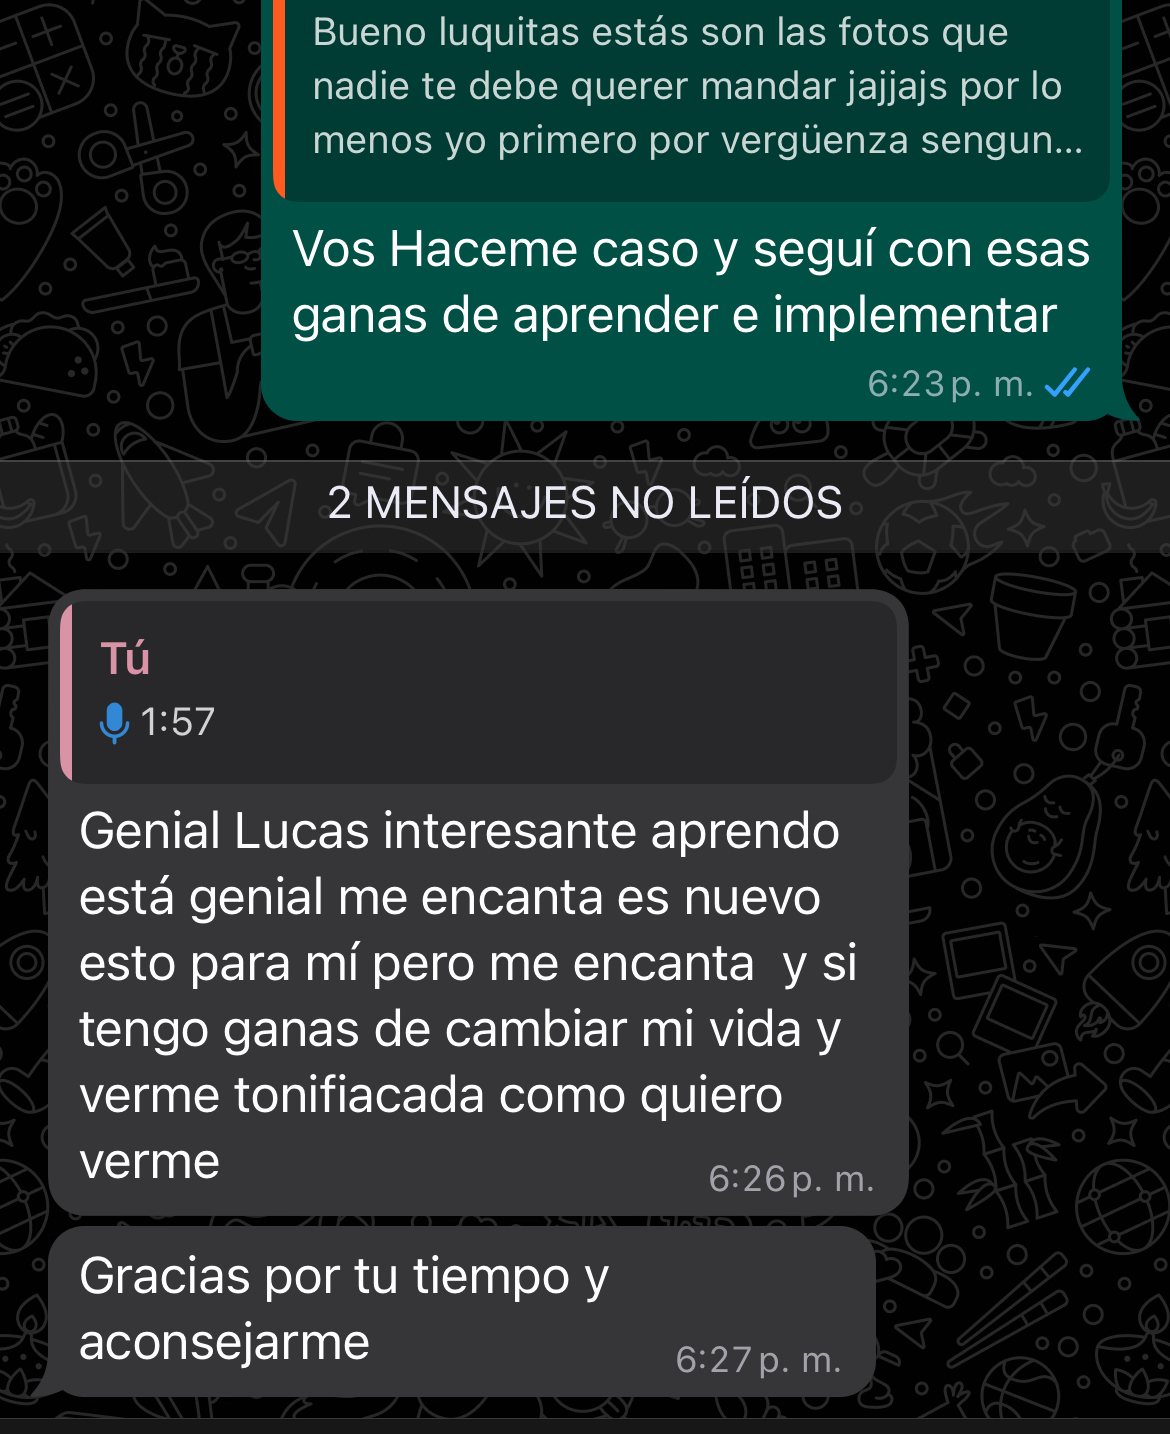 Bueno luquitas estás son las fotos que
nadie te debe querer mandar jajjajs por lo
menos yo primero por vergüenza sengun...
Vos Haceme caso y seguí con esas
ganas de aprender e implementar
6:23 p. m.
2 MENSAJES NO LEÍDOS
Tú
1:57
Genial Lucas interesante aprendo
está genial me encanta es nuevo
esto para mí pero me encanta  y si
tengo ganas de cambiar mi vida y
verme tonifiacada como quiero
verme
6:26 p. m.
Gracias por tu tiempo y
aconsejarme
6:27 p. m.